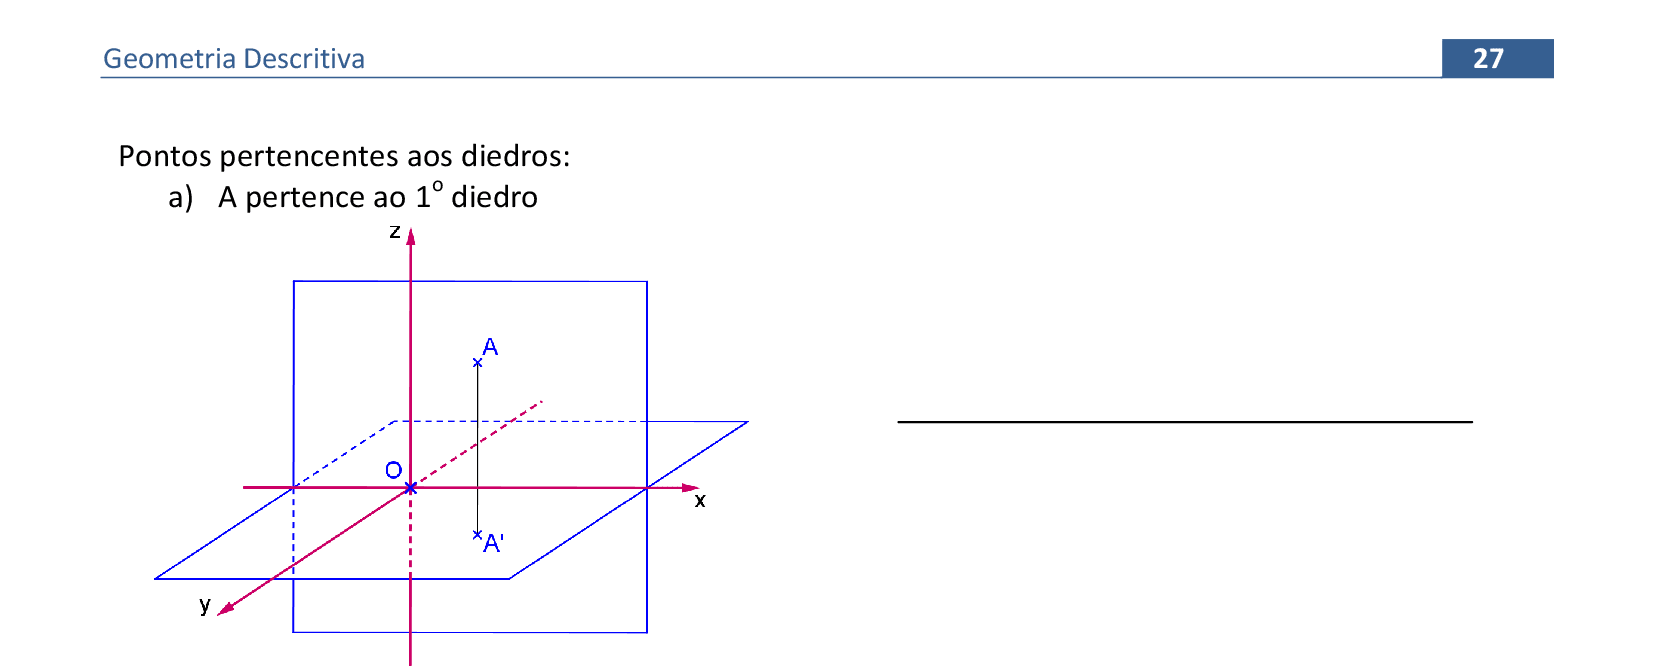 Geometria Descritiva 27
Pontos pertencentes aos diedros:
a) A pertence ao 1º diedro
z
A
O
x
A'
y